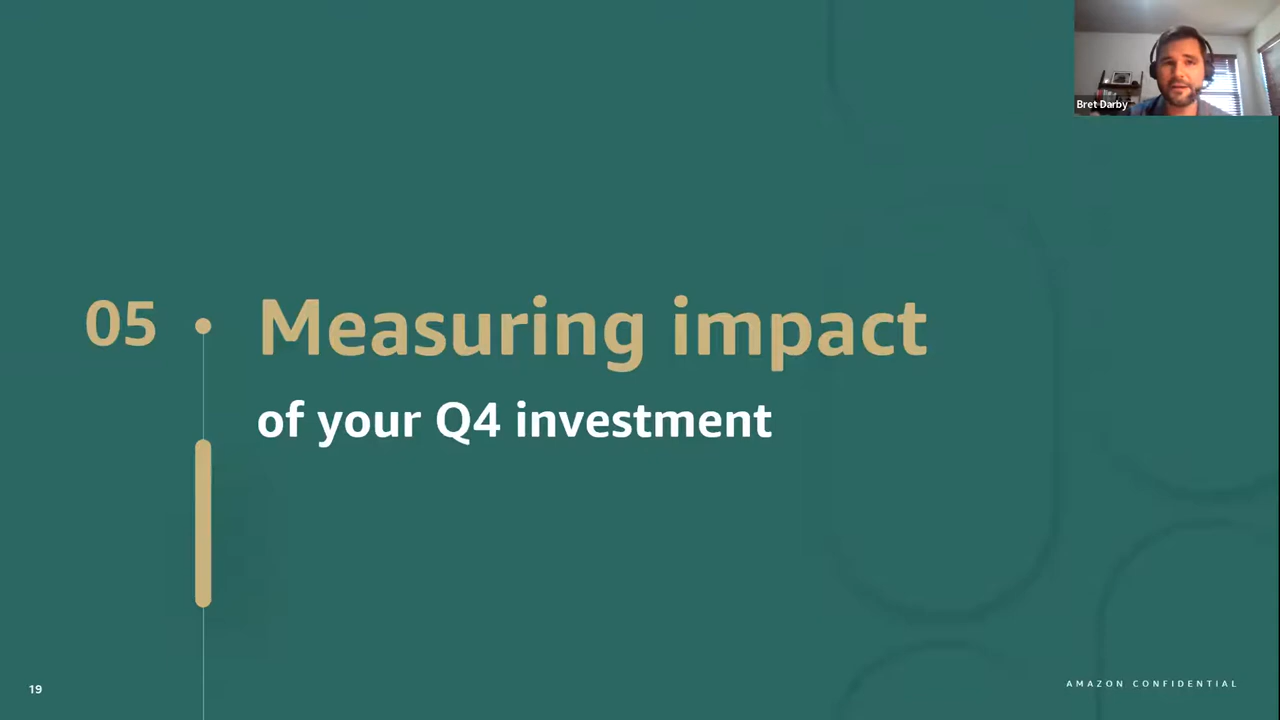 Bret Darby
05
Measuring impact
of your Q4 investment
19
AMAZON CONFIDENTIAL